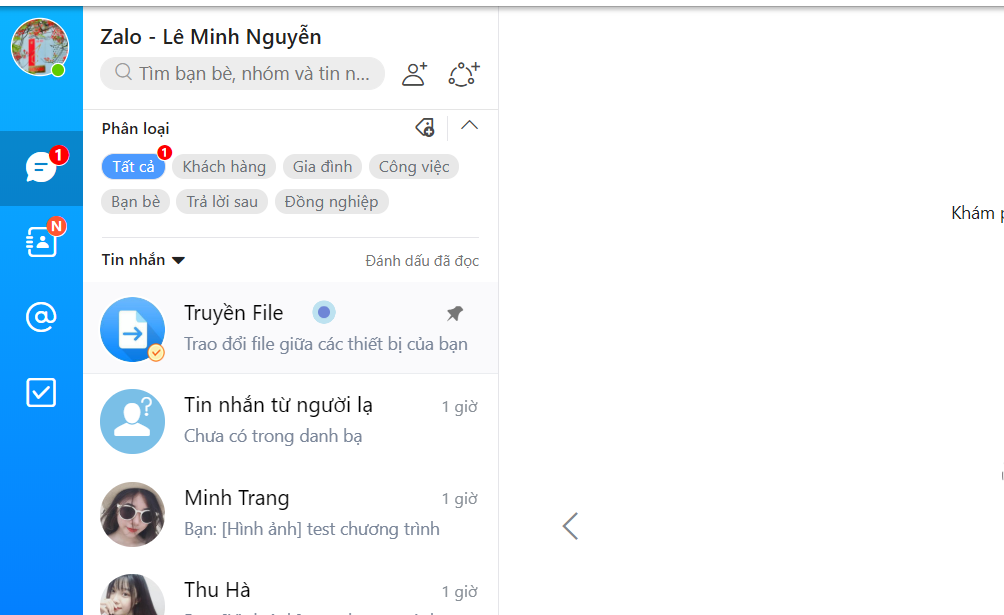 Zalo - Lê Minh Nguyễn
Tìm bạn bè, nhóm và tin n...
Phân loại
1
1
Tất cả
Khách hàng
Gia đình
Công việc
Bạn bè
Trả lời sau
Đồng nghiệp
N
Khám
Tin nhắn
Đánh dấu đã đọc
Truyền File
Trao đổi file giữa các thiết bị của bạn
Tin nhắn từ người lạ
1 giờ
Chưa có trong danh bạ
Minh Trang
1 giờ
Bạn: [Hình ảnh] test chương trình
Thu Hà
1 giờ